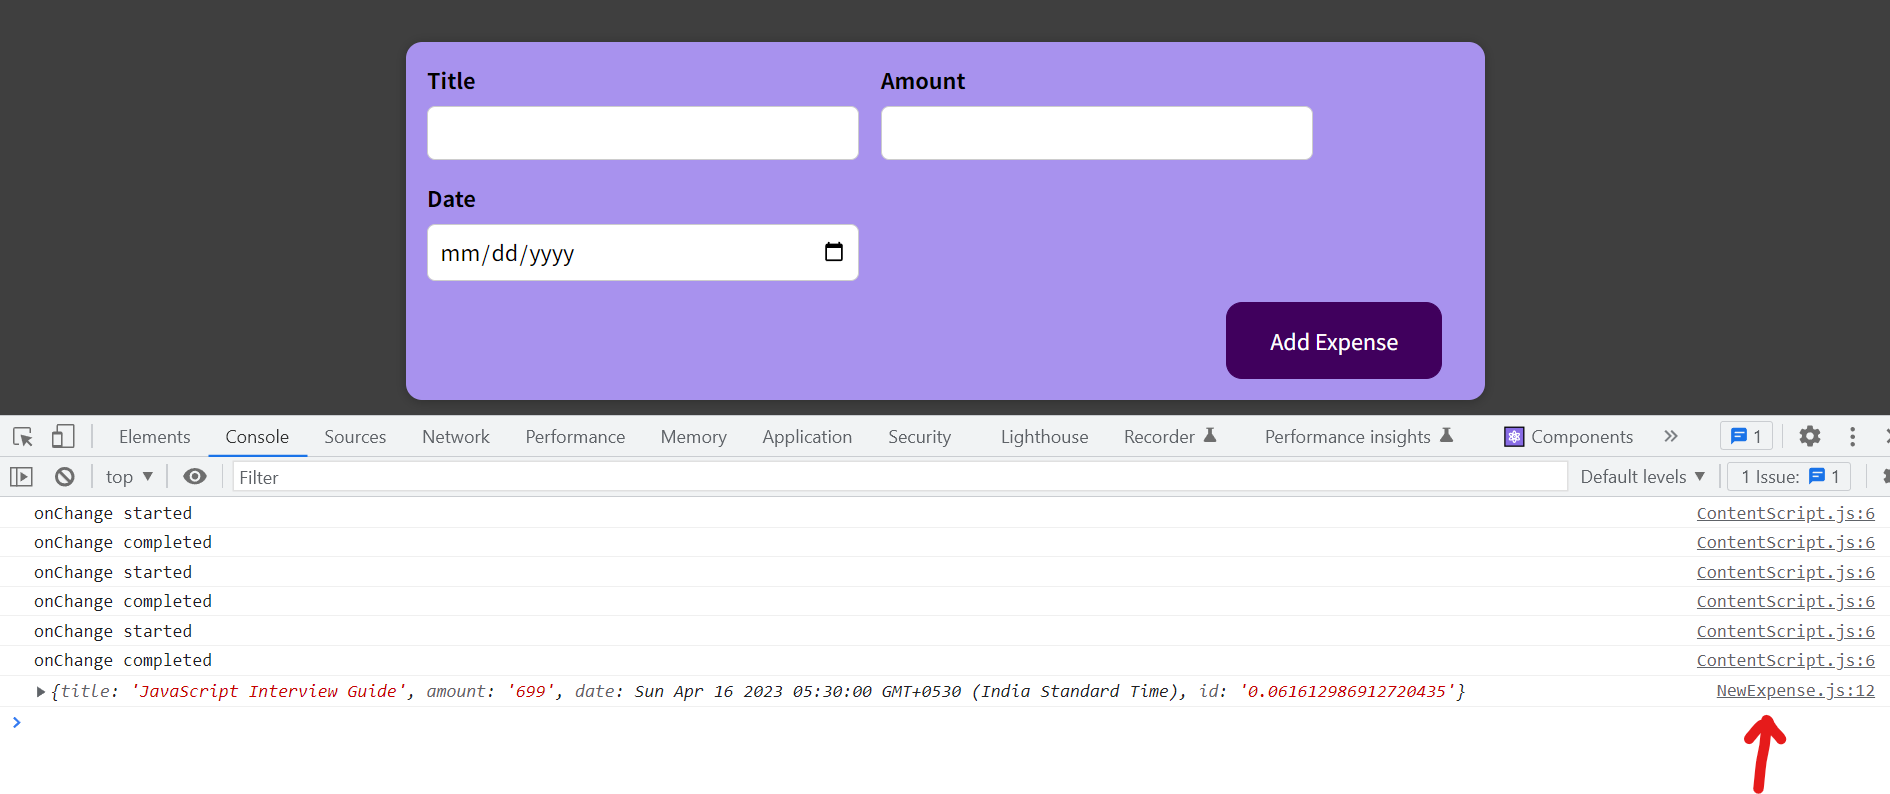 Title Amount
Date
mm/dd/yyyy
Add Expense
Elements Console Sources Network Performance Memory Application Security Lighthouse Recorder Performance insights Components » 1
top ▼ Filter Default levels ▼ 1 Issue: 1
onChange started ContentScript.js:6
onChange completed ContentScript.js:6
onChange started ContentScript.js:6
onChange completed ContentScript.js:6
onChange started ContentScript.js:6
onChange completed ContentScript.js:6
{title: 'JavaScript Interview Guide', amount: '699', date: Sun Apr 16 2023 05:30:00 GMT+0530 (India Standard Time), id: '0.061612986912720435'} NewExpense.js:12